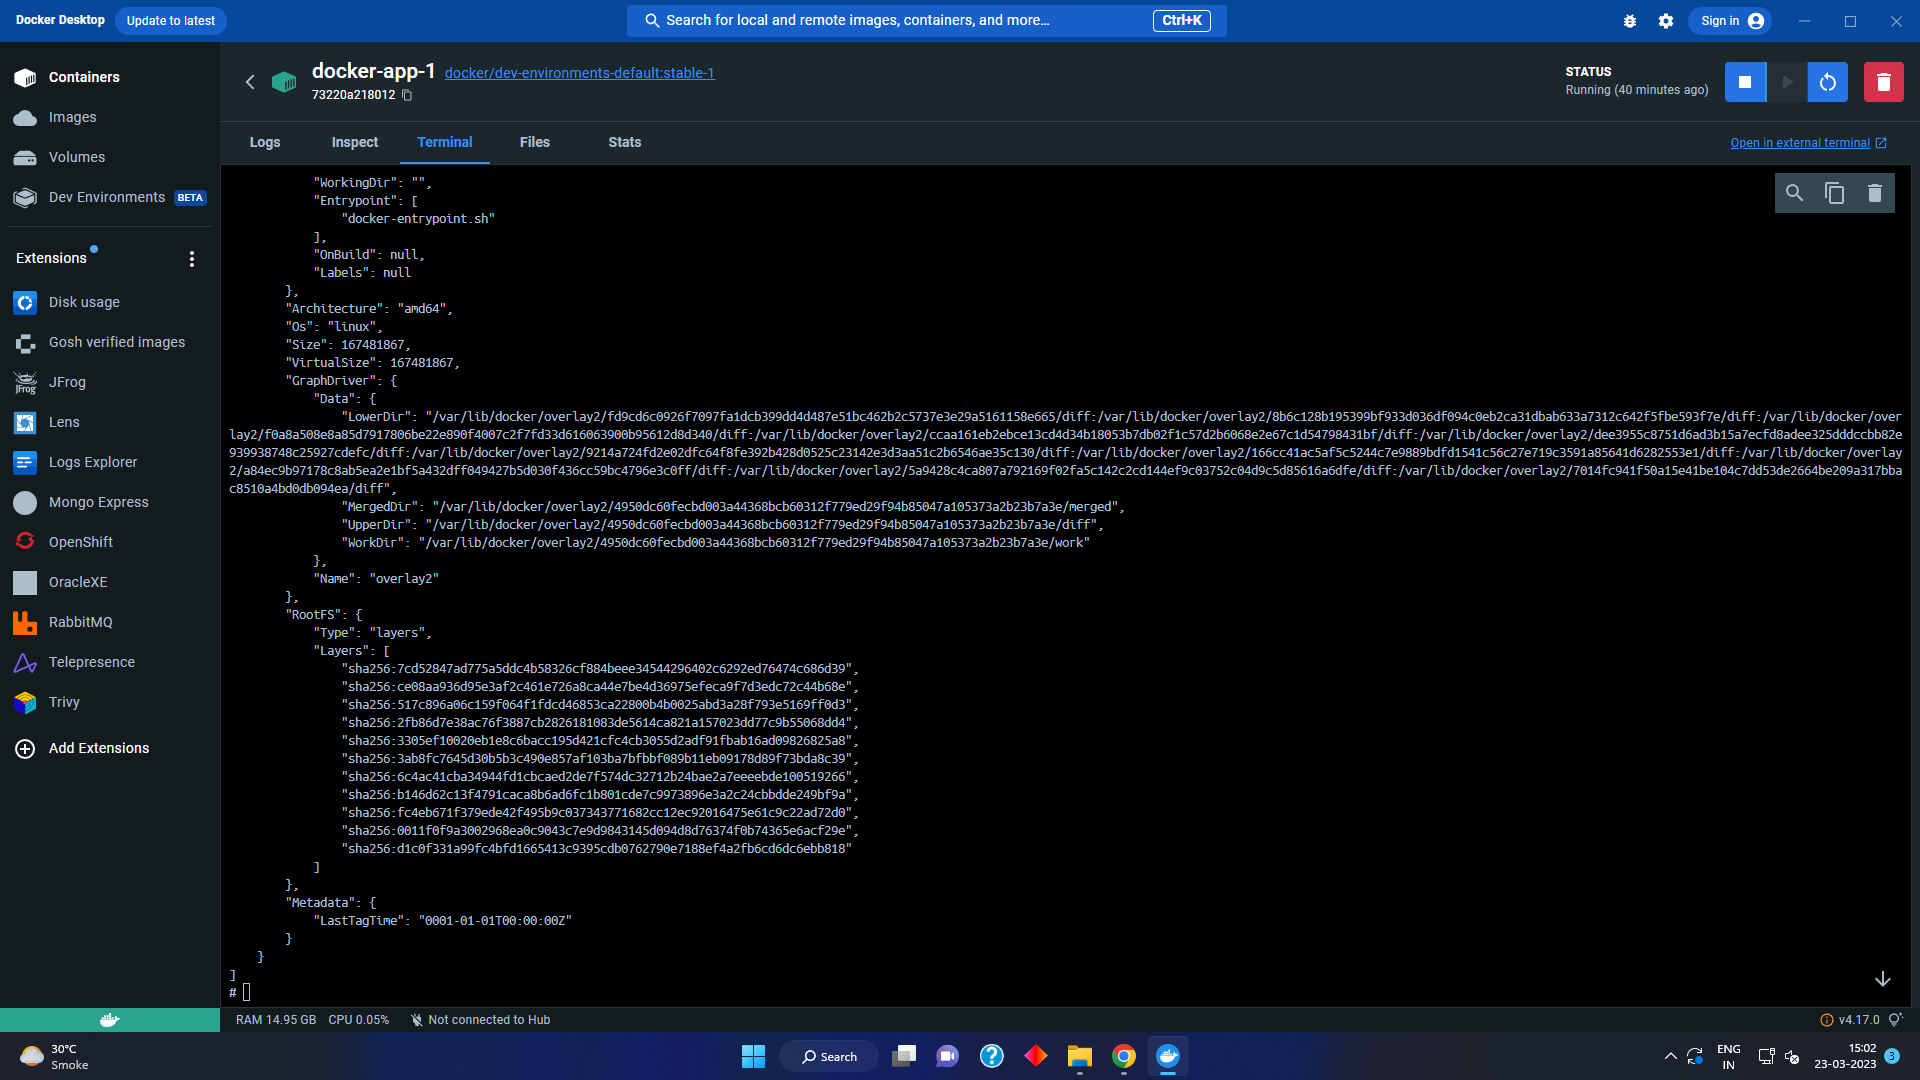 Docker Desktop
Update to latest
Search for local and remote images, containers, and more...
Ctrl+K
Sign in
Containers
Images
Volumes
Dev Environments BETA
Extensions
Disk usage
Gosh verified images
JFrog
JFrog
Lens
Logs Explorer
Mongo Express
OpenShift
OracleXE
RabbitMQ
Telepresence
Trivy
Add Extensions
docker-app-1 docker/dev-environments-default:stable-1
73220a218012
STATUS
Running (40 minutes ago)
Logs Inspect Terminal Files Stats
Open in external terminal
"WorkingDir": "",
"Entrypoint": [
"docker-entrypoint.sh"
],
"OnBuild": null,
"Labels": null
},
"Architecture": "amd64",
"Os": "linux",
"Size": 167481867,
"VirtualSize": 167481867,
"GraphDriver": {
"Data": {
"LowerDir": "/var/lib/docker/overlay2/fd9cd6c0926f7097fa1dcb399dd4d487e51bc462b2c5737e3e29a5161158e665/diff:/var/lib/docker/overlay2/8b6c128b195399bf933d036df094c0eb2ca31dbab633a7312c642f5fbe593f7e/diff:/var/lib/docker/over
lay2/f0a8a508e8a85d7917806be22e890f4007c2f7fd33d616063900b95612d8d340/diff:/var/lib/docker/overlay2/ccaa161eb2ebce13cd4d34b18053b7db02f1c57d2b6068e2e67c1d54798431bf/diff:/var/lib/docker/overlay2/dee3955c8751d6ad3b15a7ecfd8adee325dddccbb82e
939938748c25927cdefc/diff:/var/lib/docker/overlay2/9214a724fd2e02dfc64f8fe392b428d0525c23142e3d3aa51c2b6546ae35c130/diff:/var/lib/docker/overlay2/166cc41ac5af5c5244c7e9889bdfd1541c56c27e719c3591a85641d6282553e1/diff:/var/lib/docker/overlay
2/a84ec9b97178c8ab5ea2e1bf5a432dff049427b5d030f436cc59bc4796e3c0ff/diff:/var/lib/docker/overlay2/5a9428c4ca807a792169f02fa5c142c2cd144ef9c03752c04d9c5d85616a6dfe/diff:/var/lib/docker/overlay2/7014fc941f50a15e41be104c7dd53de2664be209a317bba
c8510a4bd0db094ea/diff",
"MergedDir": "/var/lib/docker/overlay2/4950dc60fecbd003a44368bcb60312f779ed29f94b85047a105373a2b23b7a3e/merged",
"UpperDir": "/var/lib/docker/overlay2/4950dc60fecbd003a44368bcb60312f779ed29f94b85047a105373a2b23b7a3e/diff",
"WorkDir": "/var/lib/docker/overlay2/4950dc60fecbd003a44368bcb60312f779ed29f94b85047a105373a2b23b7a3e/work"
},
"Name": "overlay2"
},
"RootFS": {
"Type": "layers",
"Layers": [
"sha256:7cd52847ad775a5ddc4b58326cf884beee34544296402c6292ed76474c686d39",
"sha256:ce08aa936d95e3af2c461e726a8ca44e7be4d36975efeca9f7d3edc72c44b68e",
"sha256:517c896a06c159f064f1fdcd46853ca22800b4b0025abd3a28f793e5169ff0d3",
"sha256:2fb86d7e38ac76f3887cb2826181083de5614ca821a157023dd77c9b55068dd4",
"sha256:3305ef10020eb1e8c6bacc195d421cfc4cb3055d2adf91fbab16ad09826825a8",
"sha256:3ab8fc7645d30b5b3c490e857af103ba7bfbbf089b11eb09178d89f73bda8c39",
"sha256:6c4ac41cba34944fd1cbcaed2de7f574dc32712b24bae2a7eeeebde100519266",
"sha256:b146d62c13f4791caca8b6ad6fc1b801cde7c9973896e3a2c24cbbdde249bf9a",
"sha256:fc4eb671f379ede42f495b9c037343771682cc12ec92016475e61c9c22ad72d0",
"sha256:0011f0f9a3002968ea0c9043c7e9d9843145d094d8d76374f0b74365e6acf29e",
"sha256:d1c0f331a99fc4bfd1665413c9395cdb0762790e7188ef4a2fb6cd6dc6ebb818"
]
},
"Metadata": {
"LastTagTime": "0001-01-01T00:00:00Z"
}
}
]
#
RAM 14.95 GB CPU 0.05% Not connected to Hub
v4.17.0
30°C
Smoke
Search
ENG
IN
15:02
23-03-2023
3